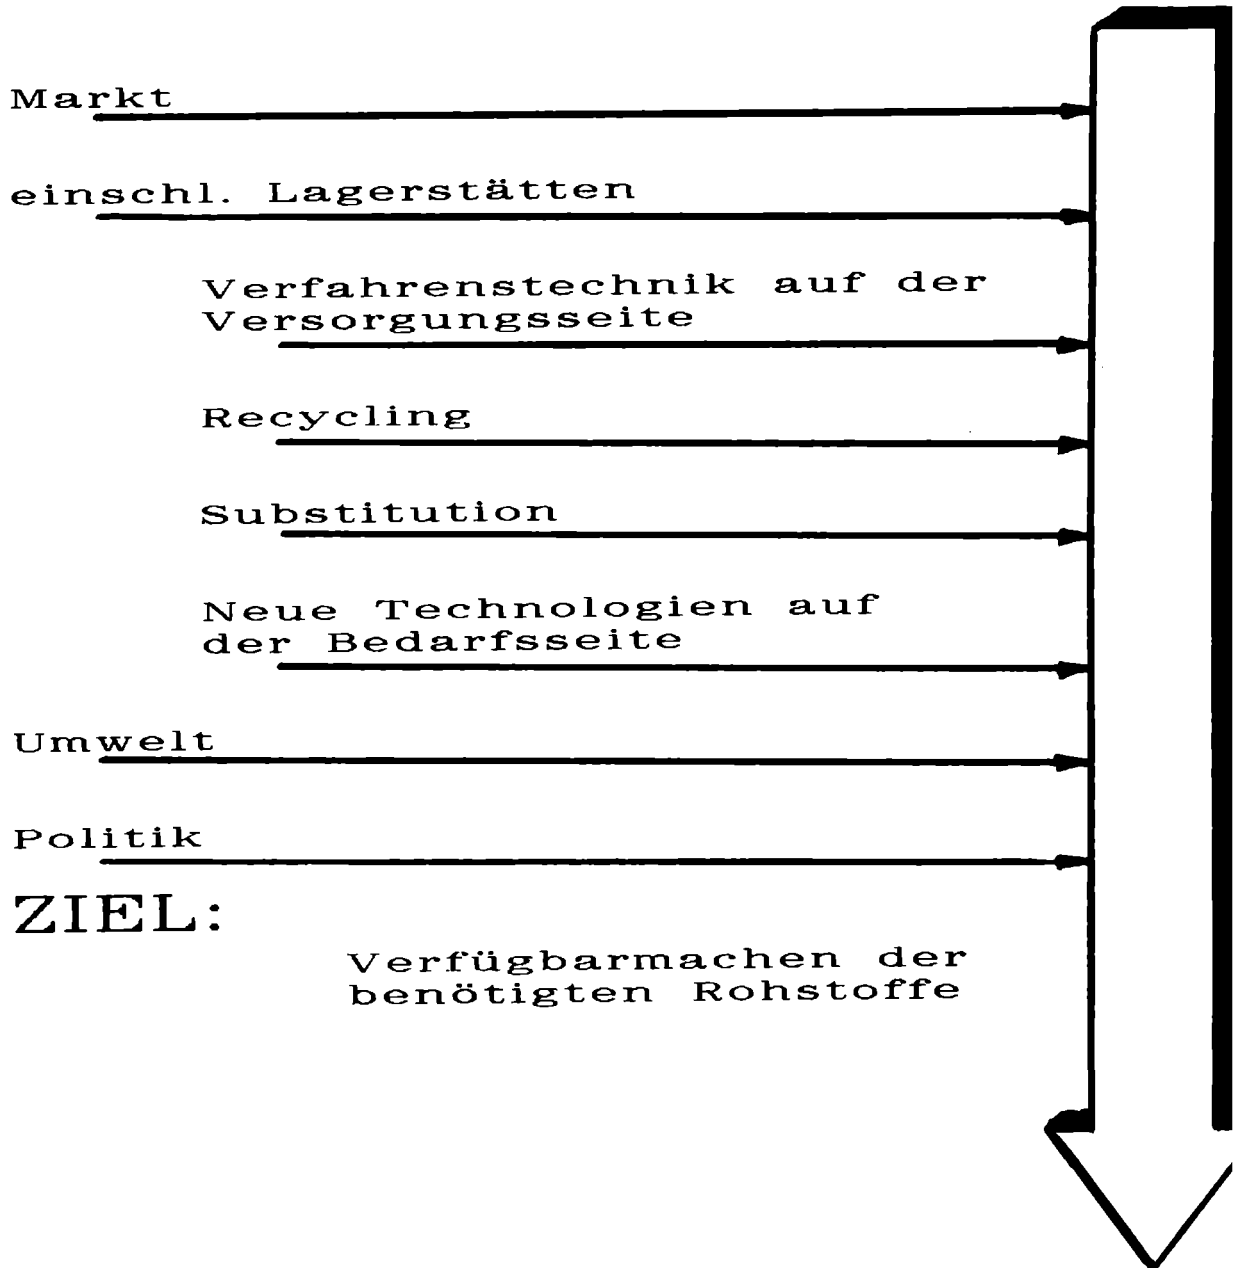 Markt
einschl. Lagerstätten
Verfahrenstechnik auf der
Versorgungsseite
Recycling
Substitution
Neue Technologien auf
der Bedarfsseite
Umwelt
Politik
ZIEL:
Verfügbarmachen der
benötigten Rohstoffe